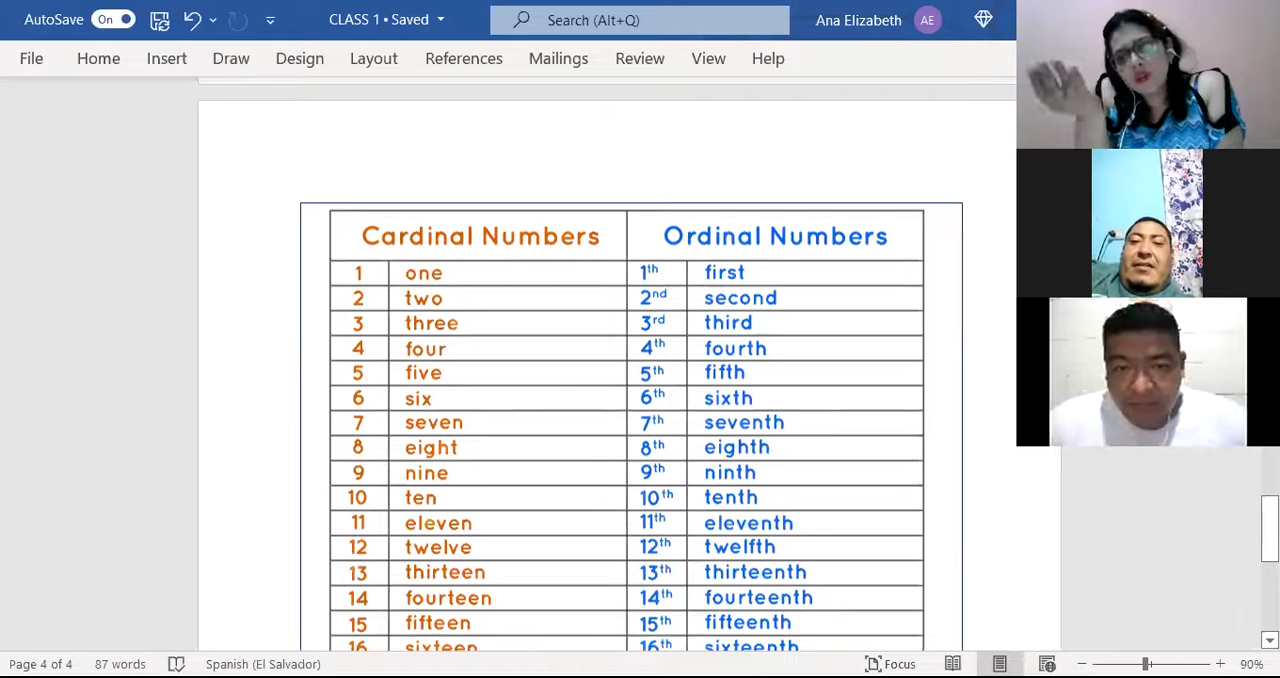 AutoSave On CLASS 1 • Saved Search (Alt+Q) Ana Elizabeth AE
File Home Insert Draw Design Layout References Mailings Review View Help
Cardinal Numbers Ordinal Numbers
1 one 1th first
2 two 2nd second
3 three 3rd third
4 four 4th fourth
5 five 5th fifth
6 six 6th sixth
7 seven 7th seventh
8 eight 8th eighth
9 nine 9th ninth
10 ten 10th tenth
11 eleven 11th eleventh
12 twelve 12th twelfth
13 thirteen 13th thirteenth
14 fourteen 14th fourteenth
15 fifteen 15th fifteenth
16 sixteen 16th sixteenth
Page 4 of 4 87 words Spanish (El Salvador) Focus 90%